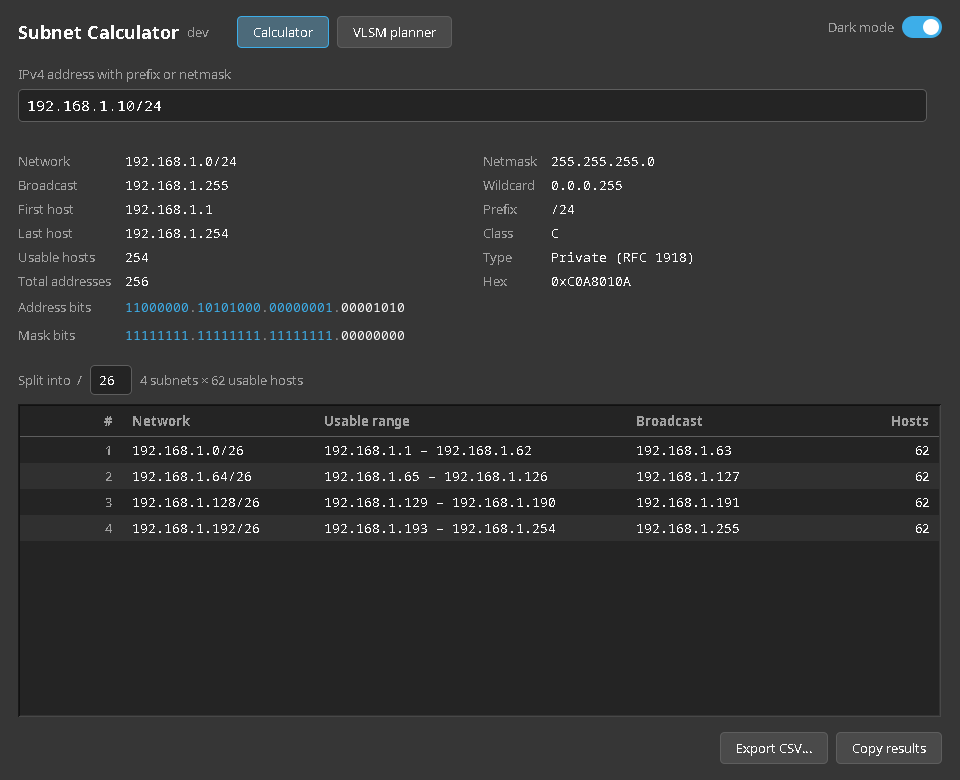 Subnet Calculator dev Calculator VLSM planner Dark mode
IPv4 address with prefix or netmask
192.168.1.10/24
Network 192.168.1.0/24 Netmask 255.255.255.0
Broadcast 192.168.1.255 Wildcard 0.0.0.255
First host 192.168.1.1 Prefix /24
Last host 192.168.1.254 Class C
Usable hosts 254 Type Private (RFC 1918)
Total addresses 256 Hex 0xC0A8010A
Address bits 11000000.10101000.00000001.00001010
Mask bits 11111111.11111111.11111111.00000000
Split into / 26 4 subnets × 62 usable hosts
# Network Usable range Broadcast Hosts
1 192.168.1.0/26 192.168.1.1 – 192.168.1.62 192.168.1.63 62
2 192.168.1.64/26 192.168.1.65 – 192.168.1.126 192.168.1.127 62
3 192.168.1.128/26 192.168.1.129 – 192.168.1.190 192.168.1.191 62
4 192.168.1.192/26 192.168.1.193 – 192.168.1.254 192.168.1.255 62
Export CSV... Copy results